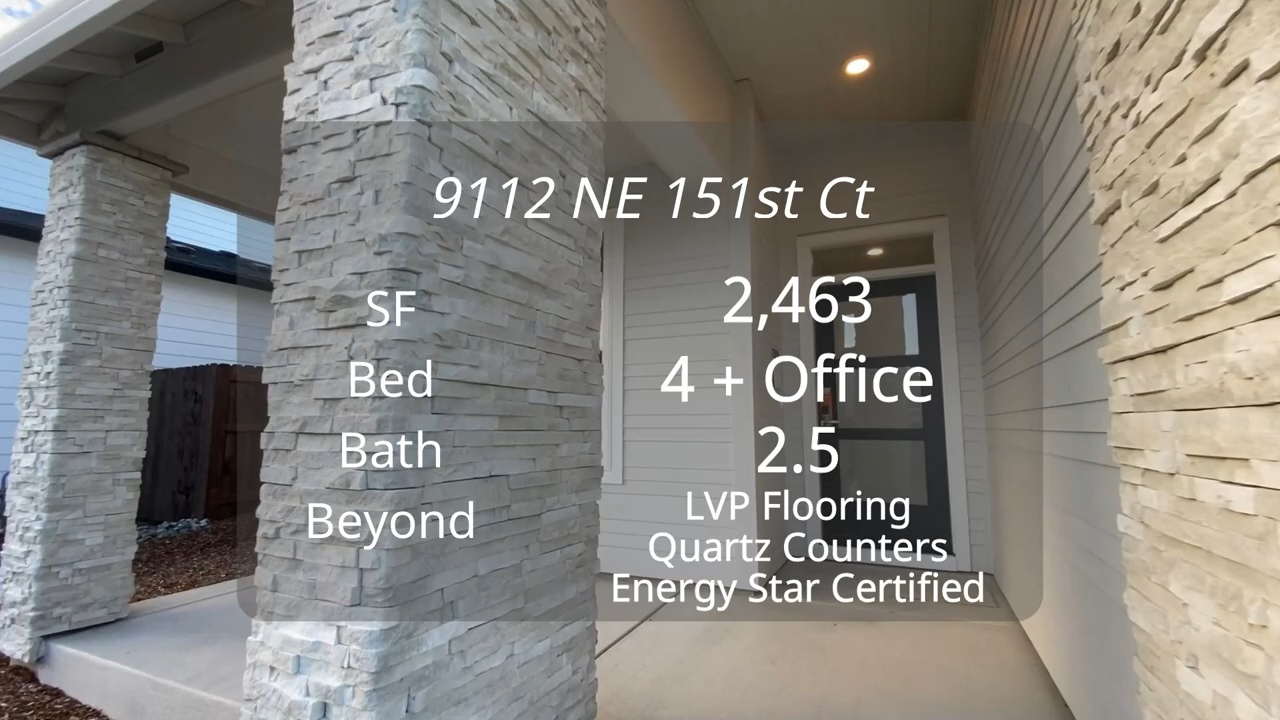 9112 NE 151st Ct
SF 2,463
Bed 4 + Office
Bath 2.5
Beyond LVP Flooring
Quartz Counters
Energy Star Certified